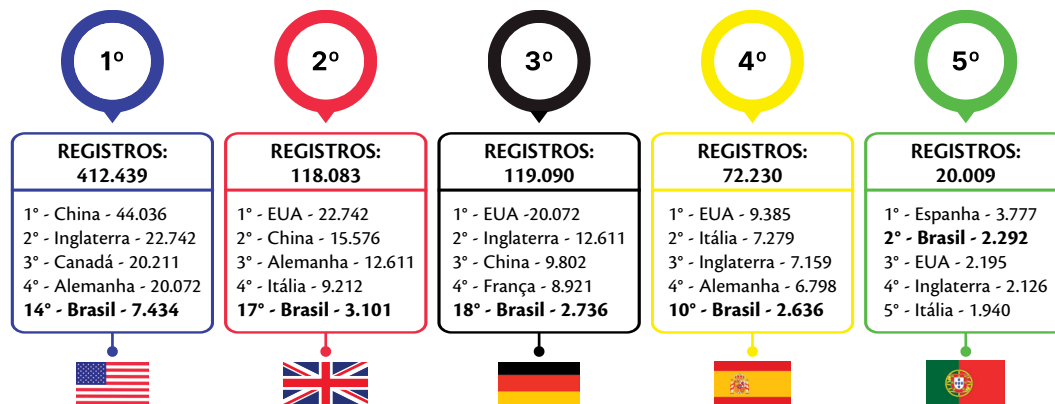 1º
REGISTROS:
412.439
1° - China - 44.036
2° - Inglaterra - 22.742
3° - Canadá - 20.211
4° - Alemanha - 20.072
14° - Brasil - 7.434
2º
REGISTROS:
118.083
1° - EUA - 22.742
2° - China - 15.576
3° - Alemanha - 12.611
4° - Itália - 9.212
17° - Brasil - 3.101
3º
REGISTROS:
119.090
1° - EUA -20.072
2° - Inglaterra - 12.611
3° - China - 9.802
4° - França - 8.921
18° - Brasil - 2.736
4º
REGISTROS:
72.230
1° - EUA - 9.385
2° - Itália - 7.279
3° - Inglaterra - 7.159
4° - Alemanha - 6.798
10° - Brasil - 2.636
5º
REGISTROS:
20.009
1° - Espanha - 3.777
2° - Brasil - 2.292
3° - EUA - 2.195
4° - Inglaterra - 2.126
5° - Itália - 1.940